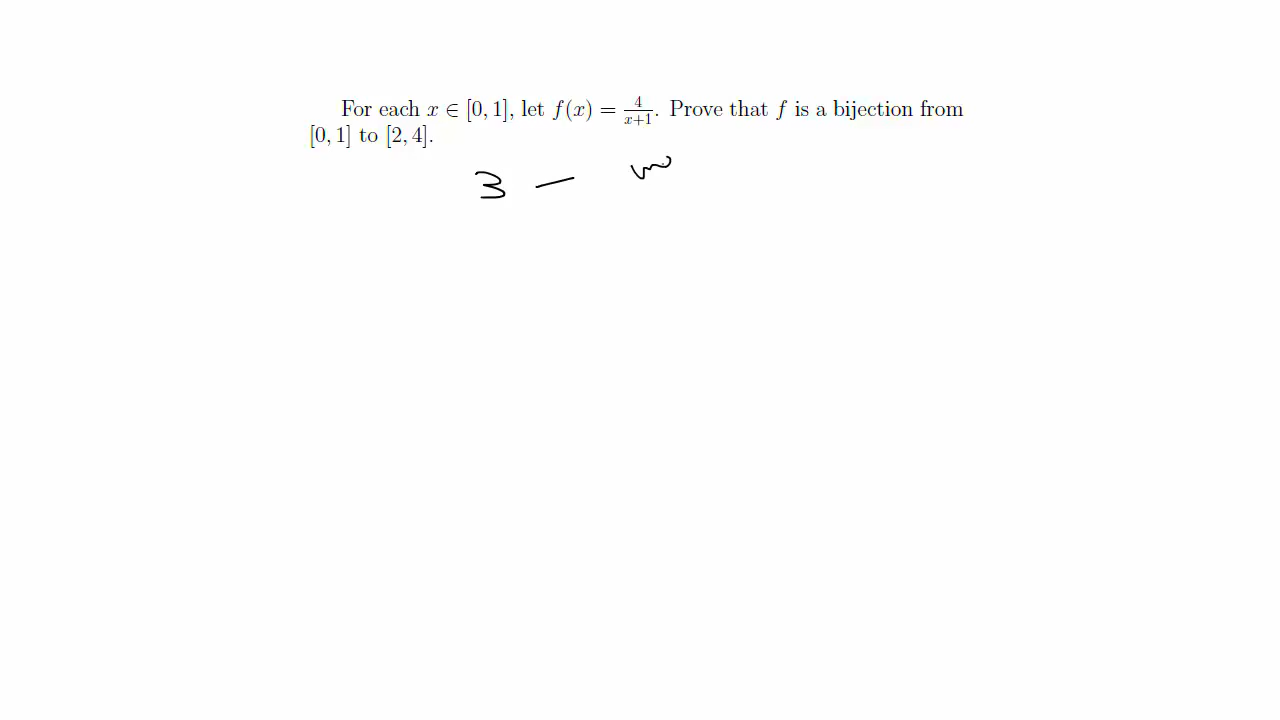 For each x ∈ [0, 1], let f(x) = 4/(x+1). Prove that f is a bijection from
[0, 1] to [2, 4].
3 —